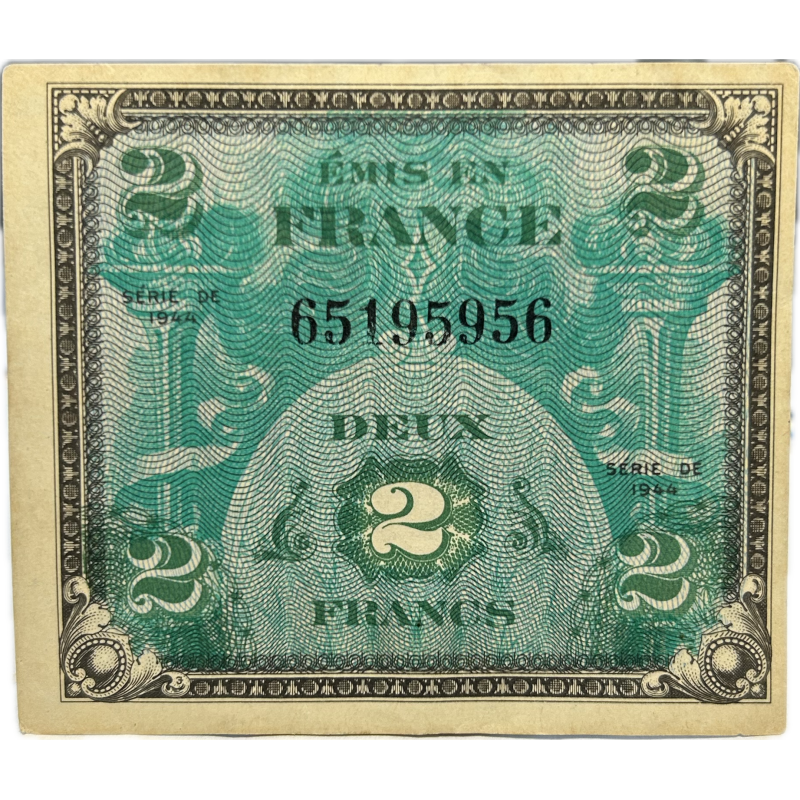 2 ÉMIS EN 2
FRANCE
SÉRIE DE
1944
65195956
DEUX
SÉRIE DE
1944
2 2 2
FRANCS
3